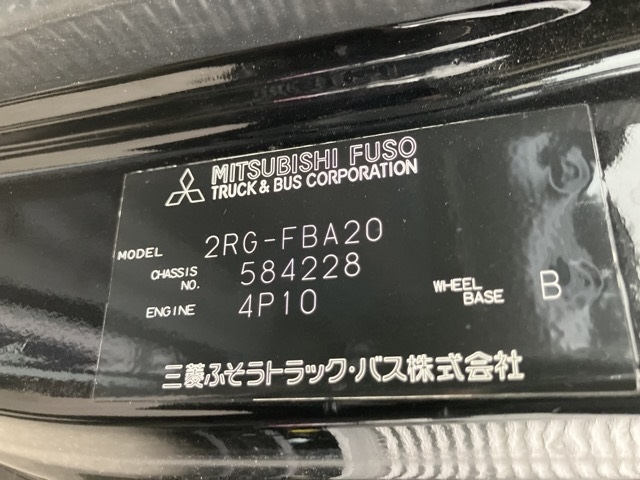 MITSUBISHI FUSO
TRUCK & BUS CORPORATION
MODEL 2RG-FBA20
CHASSIS NO. 584228
ENGINE 4P10
WHEEL BASE B
三菱ふそうトラック・バス株式会社